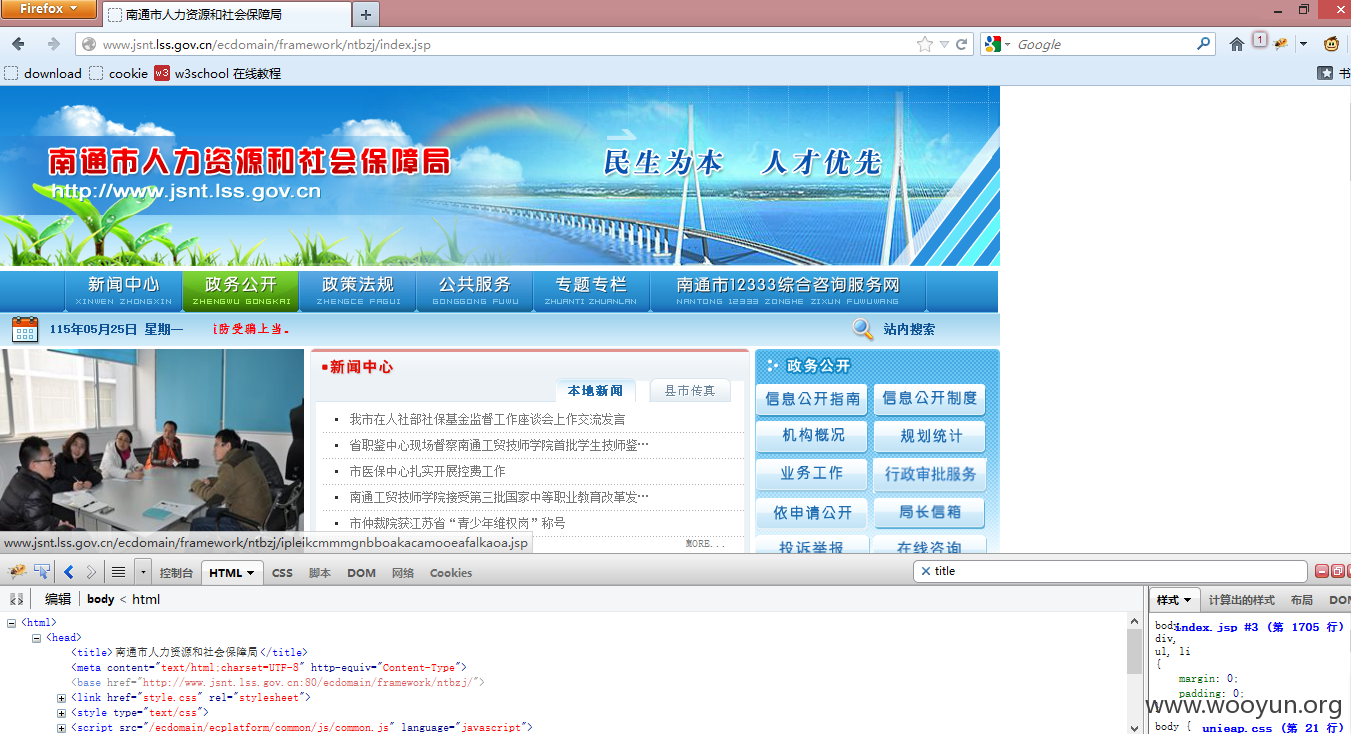 Firefox
南通市人力资源和社会保障局
www.jsnt.lss.gov.cn/ecdomain/framework/ntbzj/index.jsp
Google
1
download cookie w3 w3school 在线教程
书
南通市人力资源和社会保障局
http://www.jsnt.lss.gov.cn
民生为本 人才优先
新闻中心 政务公开 政策法规 公共服务 专题专栏 南通市12333综合咨询服务网
XINWEN ZHONGXIN ZHENGWU GONGKAI ZHENGCE FAGUI GONGGONG FUWU ZHUANTI ZHUANLAN NANTONG 12333 ZONGHE ZIXUN FUWUWANG
115年05月25日 星期一 防受骗上当。 站内搜索
新闻中心
本地新闻 县市传真
我市在人社部社保基金监督工作座谈会上作交流发言
省职鉴中心现场督察南通工贸技师学院首批学生技师鉴…
市医保中心扎实开展控费工作
南通工贸技师学院接受第三批国家中等职业教育改革发…
市仲裁院获江苏省“青少年维权岗”称号
MORE...
政务公开
信息公开指南 信息公开制度
机构概况 规划统计
业务工作 行政审批服务
依申请公开 局长信箱
投诉举报 在线咨询
www.jsnt.lss.gov.cn/ecdomain/framework/ntbzj/ipleikcmmmgnbboakacamooeafalkaoa.jsp
控制台 HTML CSS 脚本 DOM 网络 Cookies
title
编辑 body < html
样式 计算出的样式 布局 DOM
<html>
<head>
<title>南通市人力资源和社会保障局</title>
<meta content="text/html;charset=UTF-8" http-equiv="Content-Type">
<base href="http://www.jsnt.lss.gov.cn:80/ecdomain/framework/ntbzj/">
<link href="style.css" rel="stylesheet">
<style type="text/css">
<script src="/ecdomain/ecplatform/common/js/common.js" language="javascript">
body, index.jsp #3 (第 1705 行)
div,
ul, li
{
margin: 0;
padding: 0;
www.wooyun.org
body { unieap.css (第 21 行)